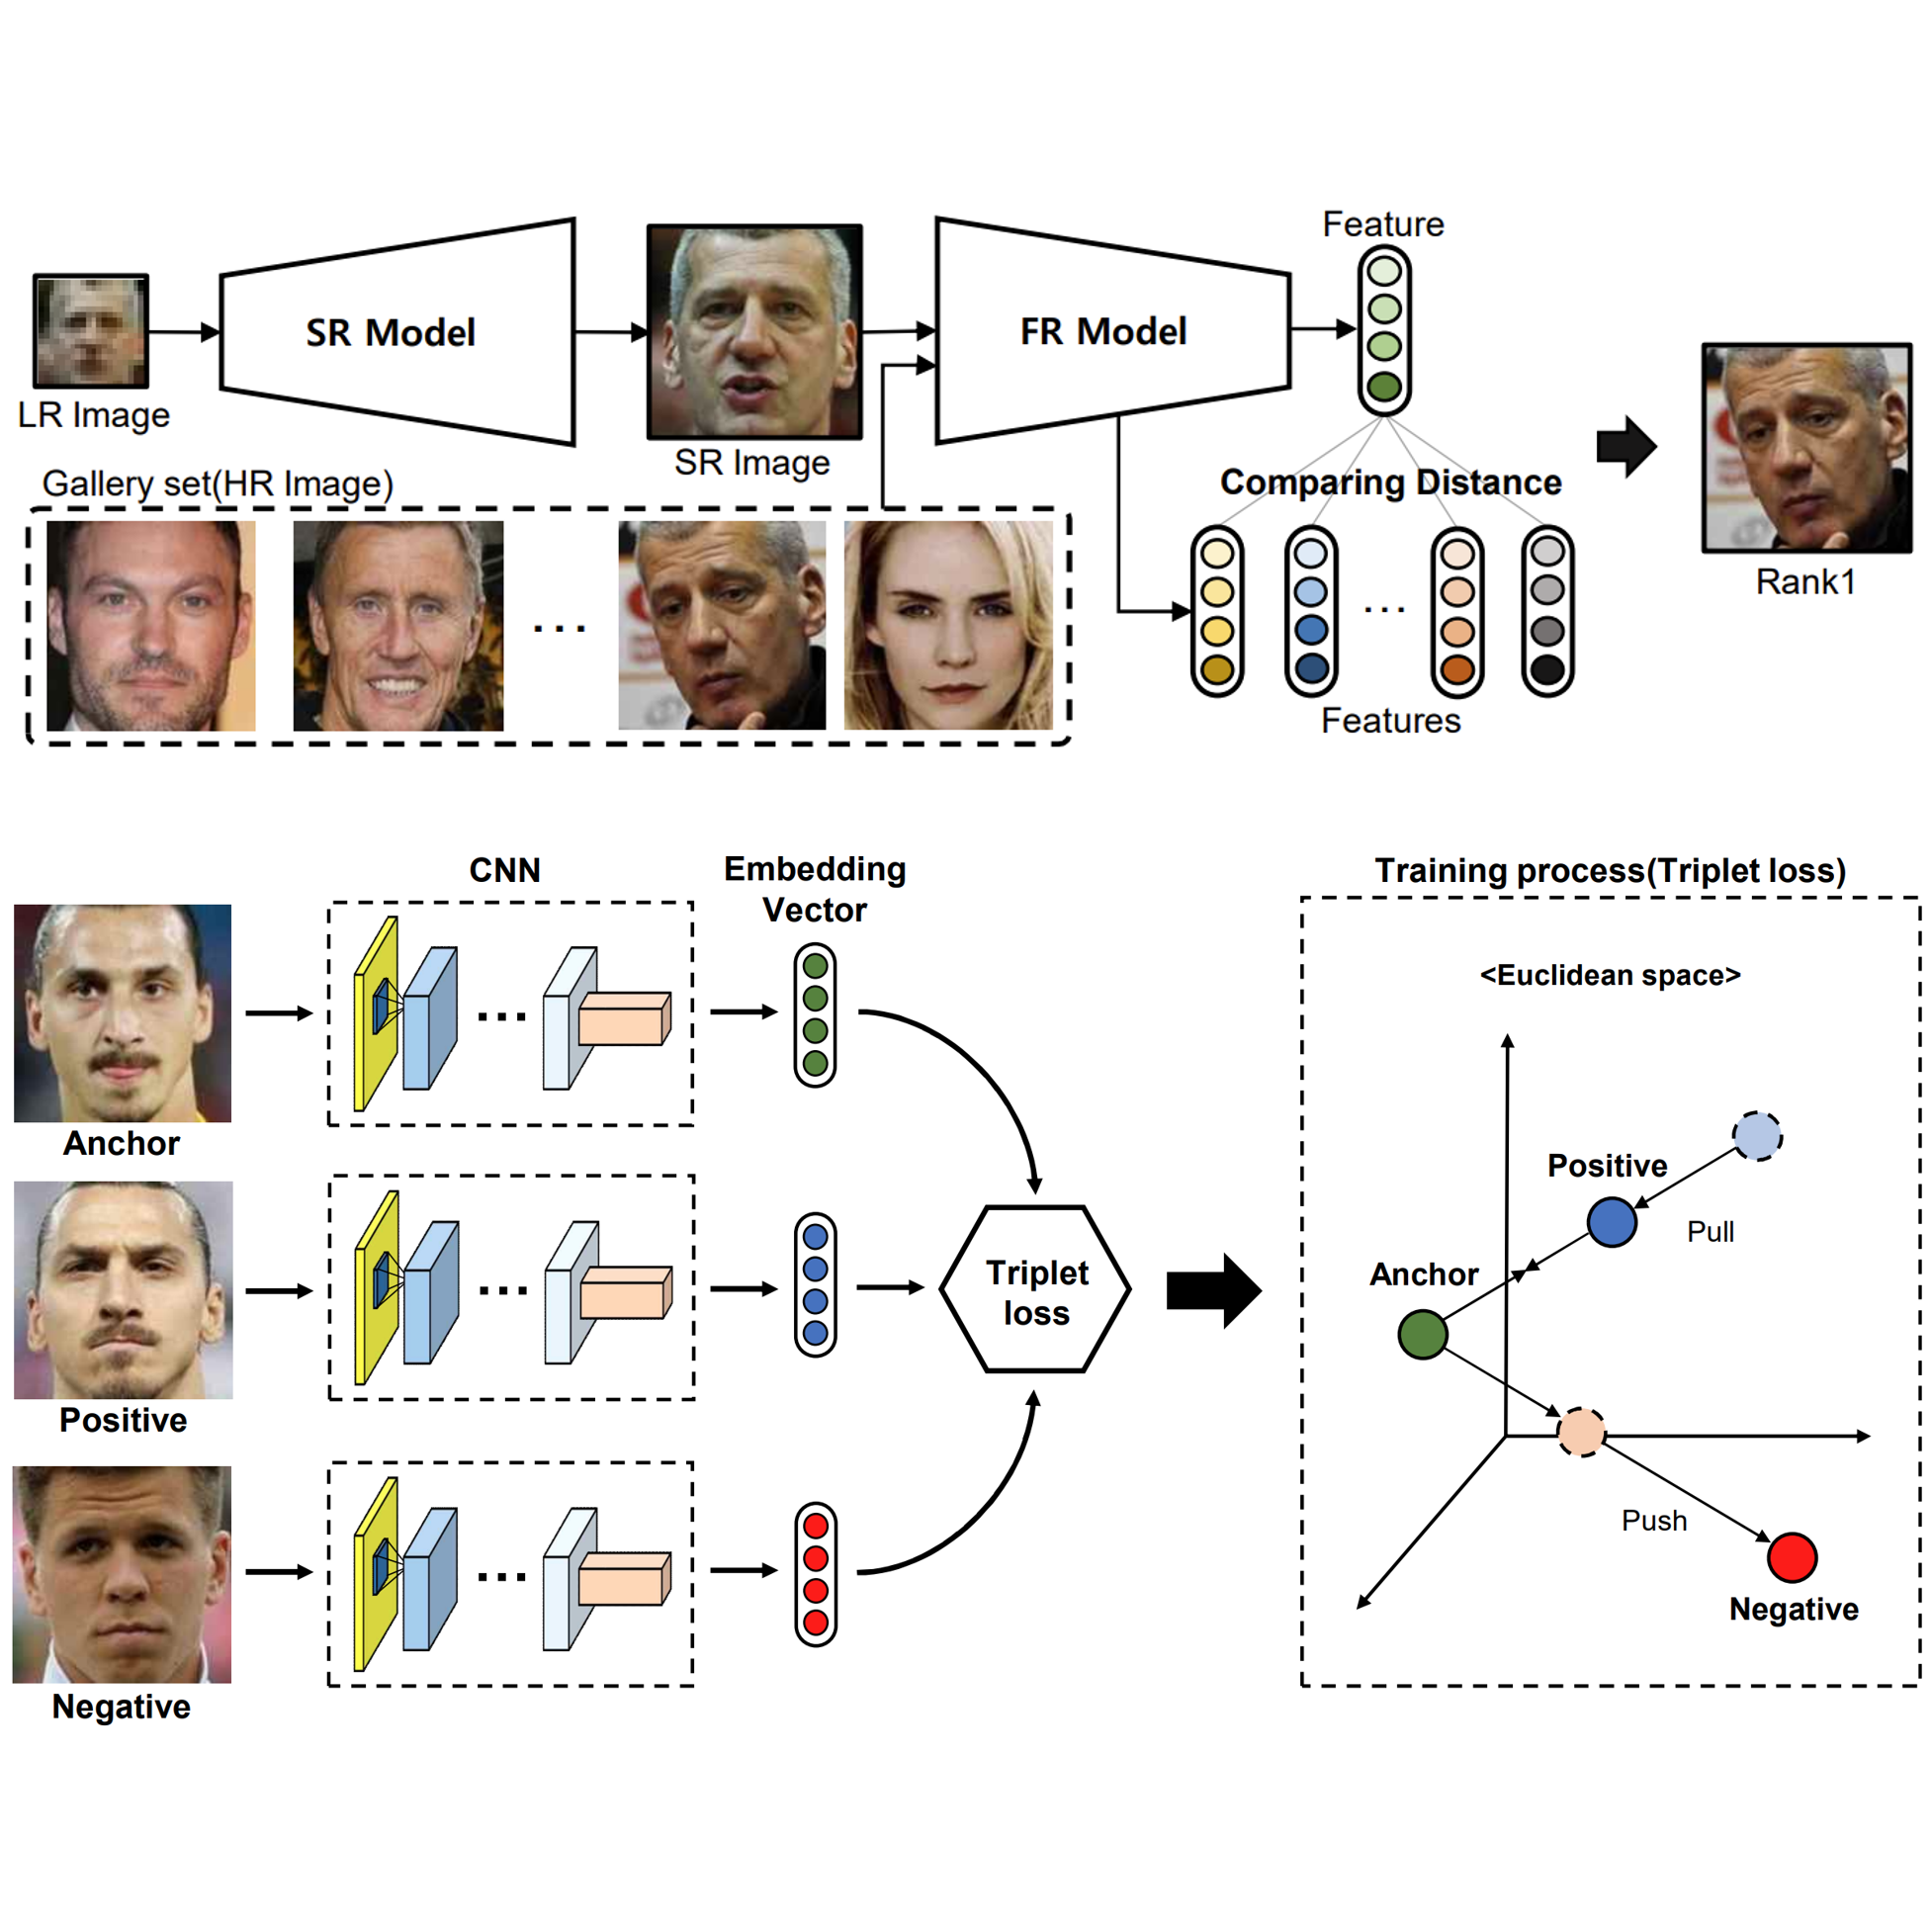 Feature
SR Model
FR Model
LR Image
SR Image
Gallery set(HR Image)
Comparing Distance
. . .
. . .
Rank1
Features
CNN
Embedding
Vector
Training process(Triplet loss)
<Euclidean space>
Anchor
Positive
Pull
Anchor
Triplet
loss
Positive
Push
Negative
Negative